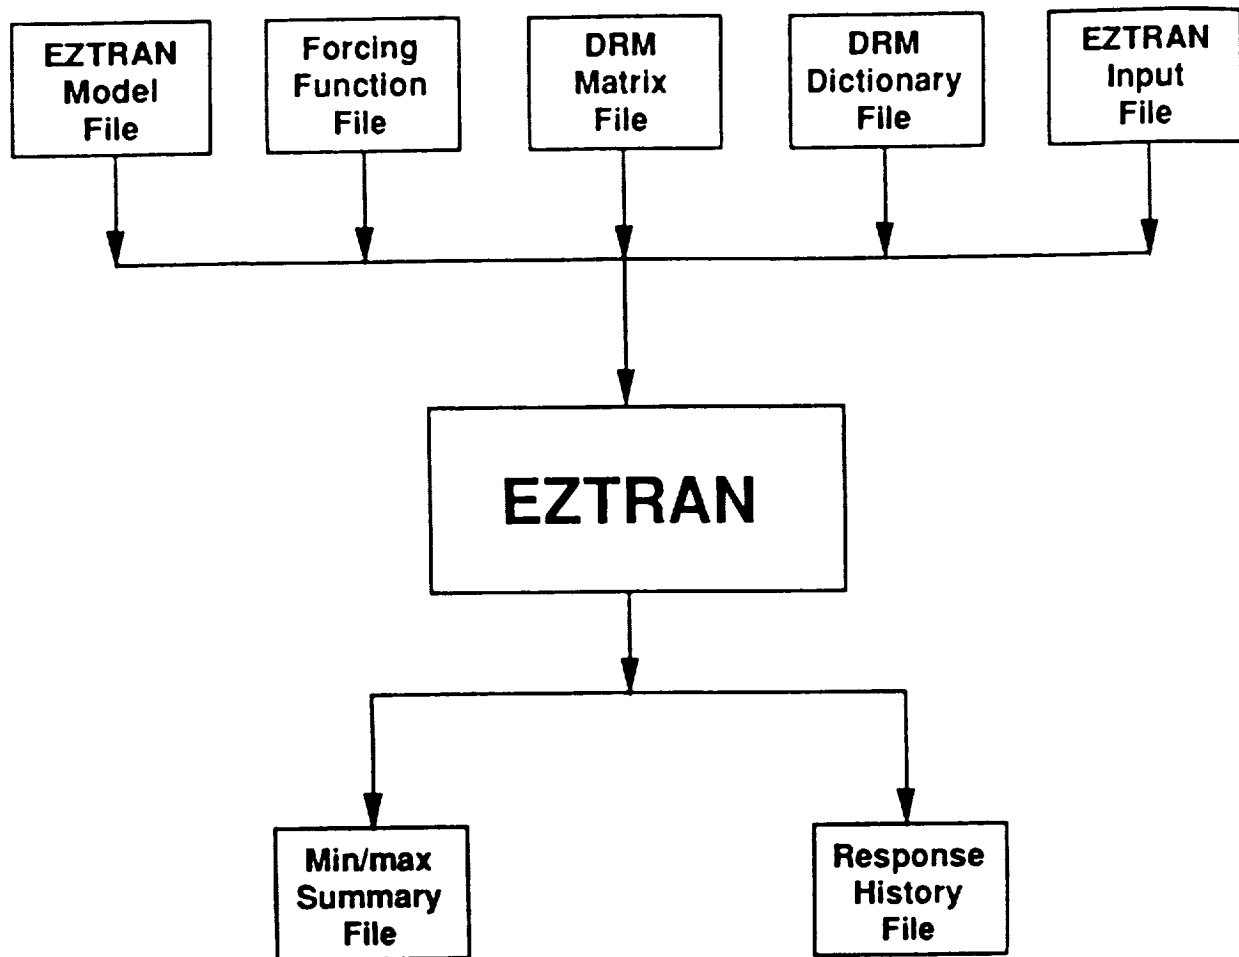 EZTRAN
Model
File
Forcing
Function
File
DRM
Matrix
File
DRM
Dictionary
File
EZTRAN
Input
File
EZTRAN
Min/max
Summary
File
Response
History
File